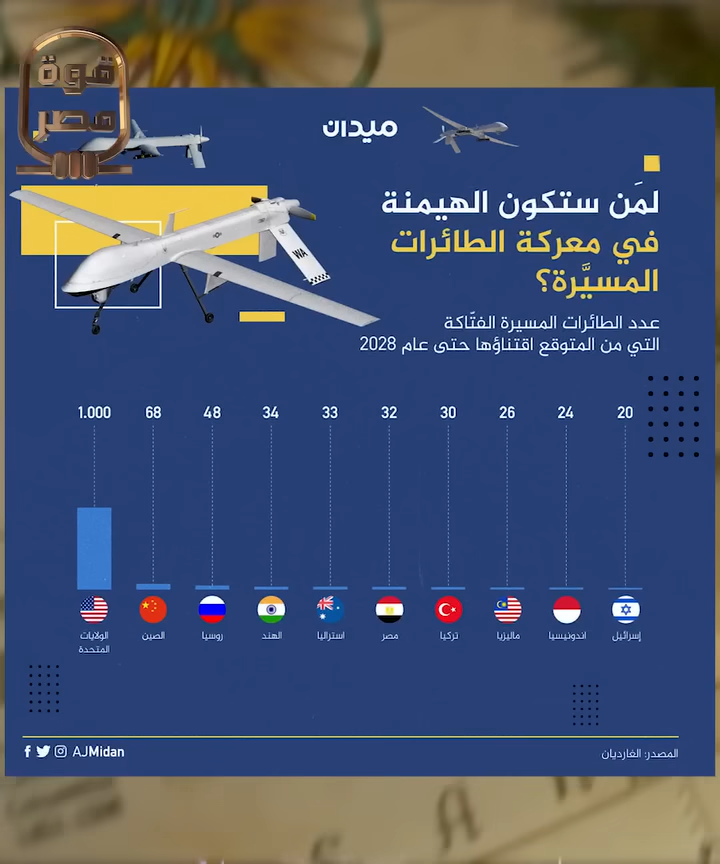 قوة
مصر
ميدان
لمَن ستكون الهيمنة
في معركة الطائرات
المسيَّرة؟
WA
عدد الطائرات المسيرة الفتّاكة
التي من المتوقع اقتناؤها حتى عام 2028
1.000 68 48 34 33 32 30 26 24 20
الولايات المتحدة الصين روسيا الهند استراليا مصر تركيا ماليزيا اندونيسيا إسرائيل
AJMidan
المصدر: الغارديان